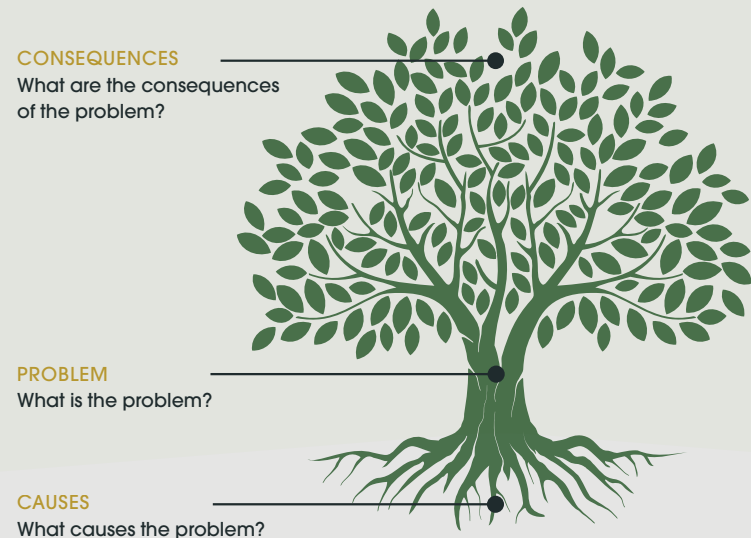 CONSEQUENCES
What are the consequences
of the problem?
PROBLEM
What is the problem?
CAUSES
What causes the problem?